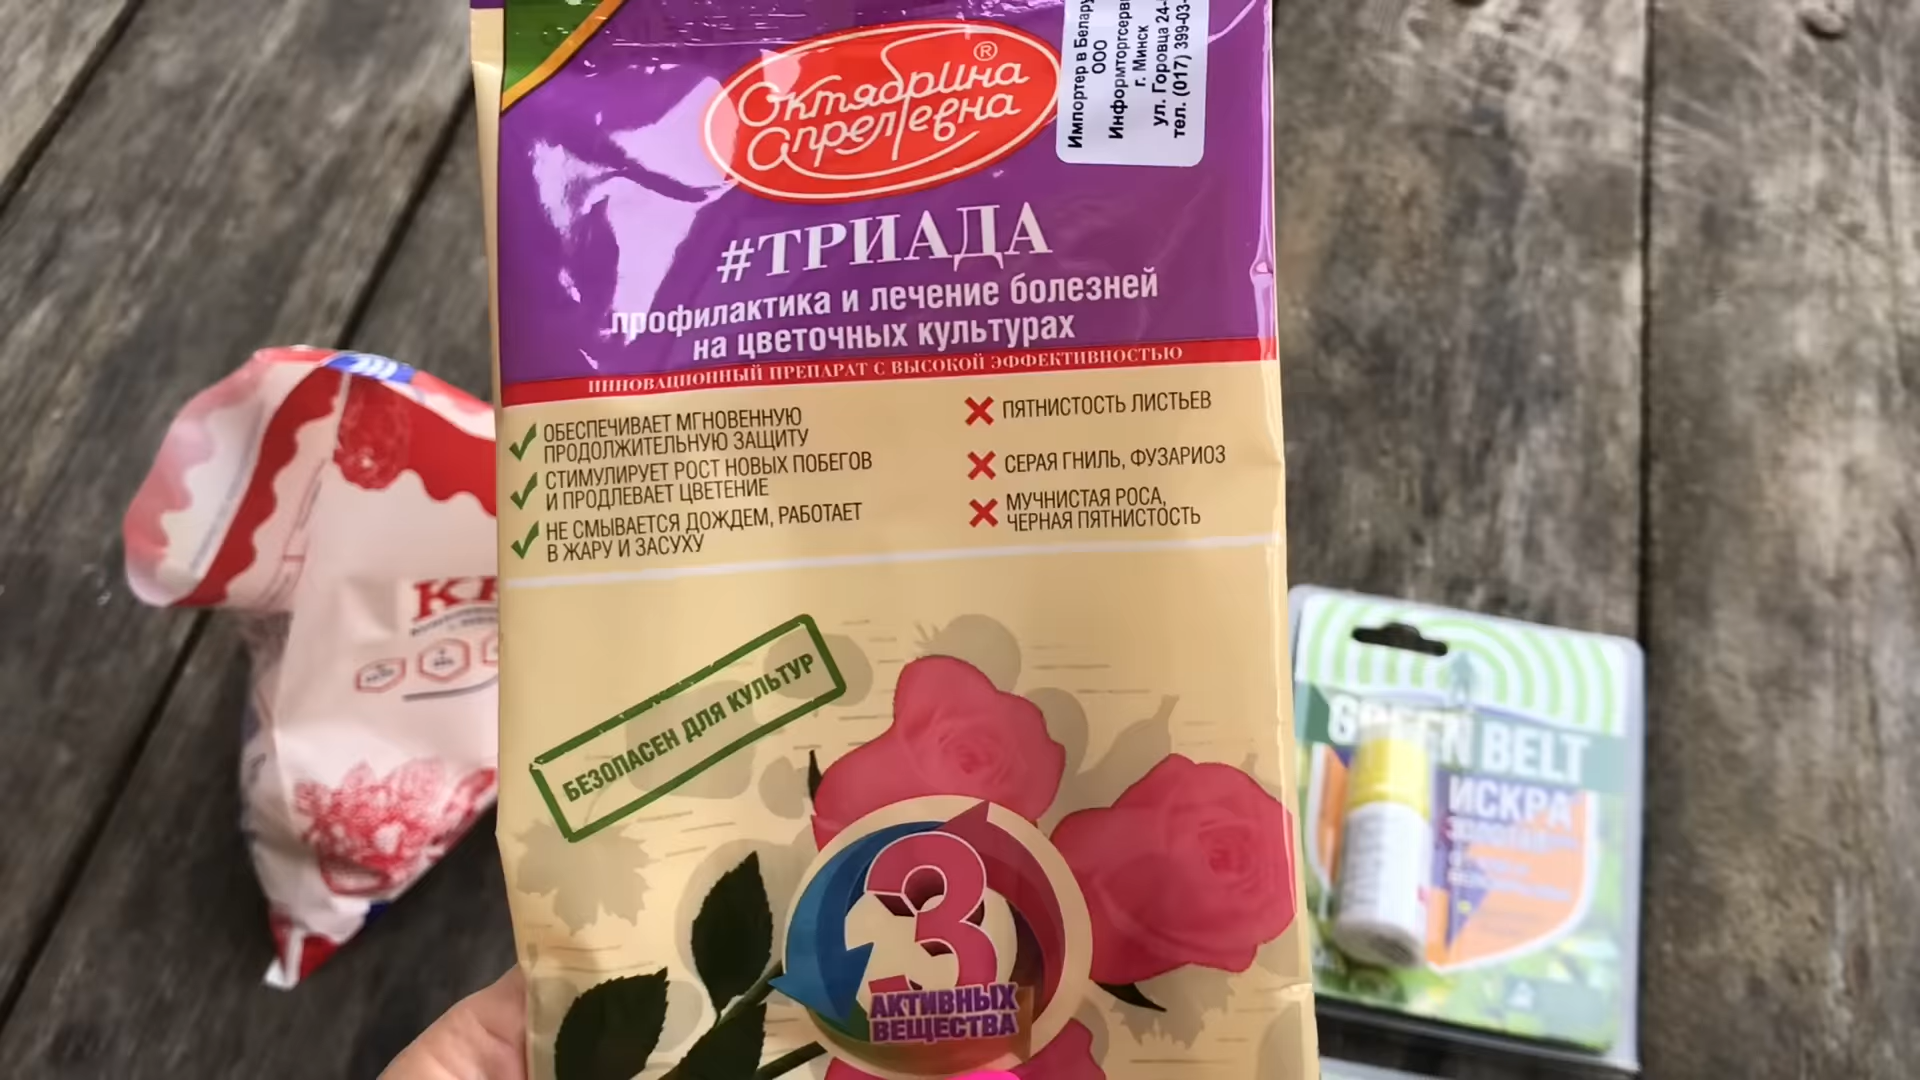 Октябрина
Апрелевна
®
Импортер в Белару
ООО
Информторгсерви
г. Минск
ул. Горовца 24-
тел. (017) 399-03-
#ТРИАДА
профилактика и лечение болезней
на цветочных культурах
ИННОВАЦИОННЫЙ ПРЕПАРАТ С ВЫСОКОЙ ЭФФЕКТИВНОСТЬЮ
ОБЕСПЕЧИВАЕТ МГНОВЕННУЮ
ПРОДОЛЖИТЕЛЬНУЮ ЗАЩИТУ
СТИМУЛИРУЕТ РОСТ НОВЫХ ПОБЕГОВ
И ПРОДЛЕВАЕТ ЦВЕТЕНИЕ
НЕ СМЫВАЕТСЯ ДОЖДЕМ, РАБОТАЕТ
В ЖАРУ И ЗАСУХУ
ПЯТНИСТОСТЬ ЛИСТЬЕВ
СЕРАЯ ГНИЛЬ, ФУЗАРИОЗ
МУЧНИСТАЯ РОСА,
ЧЕРНАЯ ПЯТНИСТОСТЬ
БЕЗОПАСЕН ДЛЯ КУЛЬТУР
3
АКТИВНЫХ
ВЕЩЕСТВА
GREEN BELT
ИСКРА